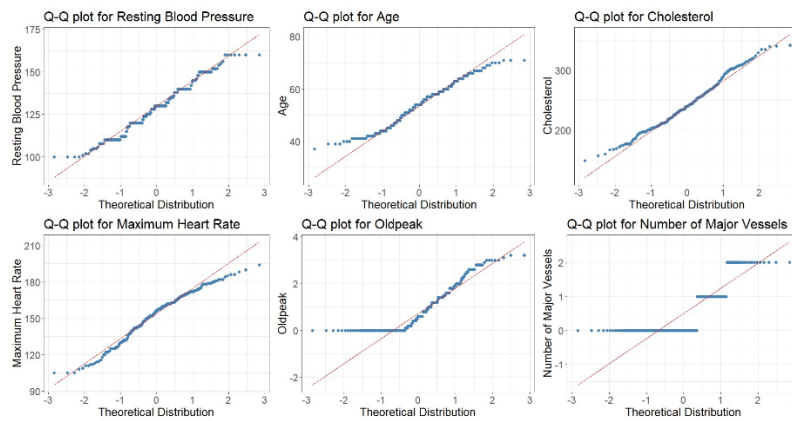 Q-Q plot for Resting Blood Pressure
Resting Blood Pressure
175
150
125
100
-3 -2 -1 0 1 2 3
Theoretical Distribution
Q-Q plot for Age
Age
80
60
40
-3 -2 -1 0 1 2 3
Theoretical Distribution
Q-Q plot for Cholesterol
Cholesterol
300
200
-3 -2 -1 0 1 2 3
Theoretical Distribution
Q-Q plot for Maximum Heart Rate
Maximum Heart Rate
210
180
150
120
90
-3 -2 -1 0 1 2 3
Theoretical Distribution
Q-Q plot for Oldpeak
Oldpeak
4
2
0
-2
-3 -2 -1 0 1 2 3
Theoretical Distribution
Q-Q plot for Number of Major Vessels
Number of Major Vessels
2
1
0
-1
-3 -2 -1 0 1 2 3
Theoretical Distribution